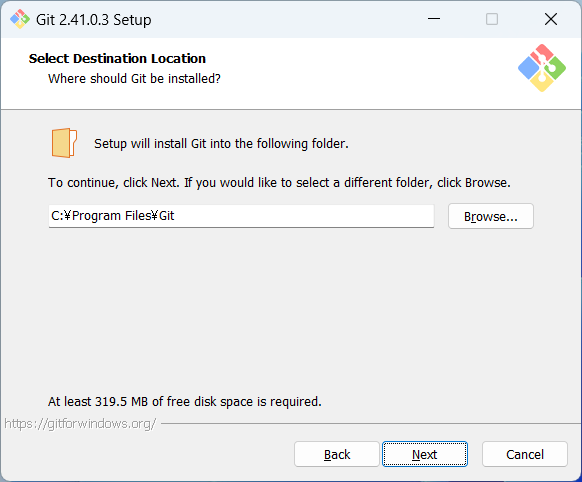 Git 2.41.0.3 Setup
Select Destination Location
Where should Git be installed?
Setup will install Git into the following folder.
To continue, click Next. If you would like to select a different folder, click Browse.
C:¥Program Files¥Git
Browse...
At least 319.5 MB of free disk space is required.
https://gitforwindows.org/
Back
Next
Cancel